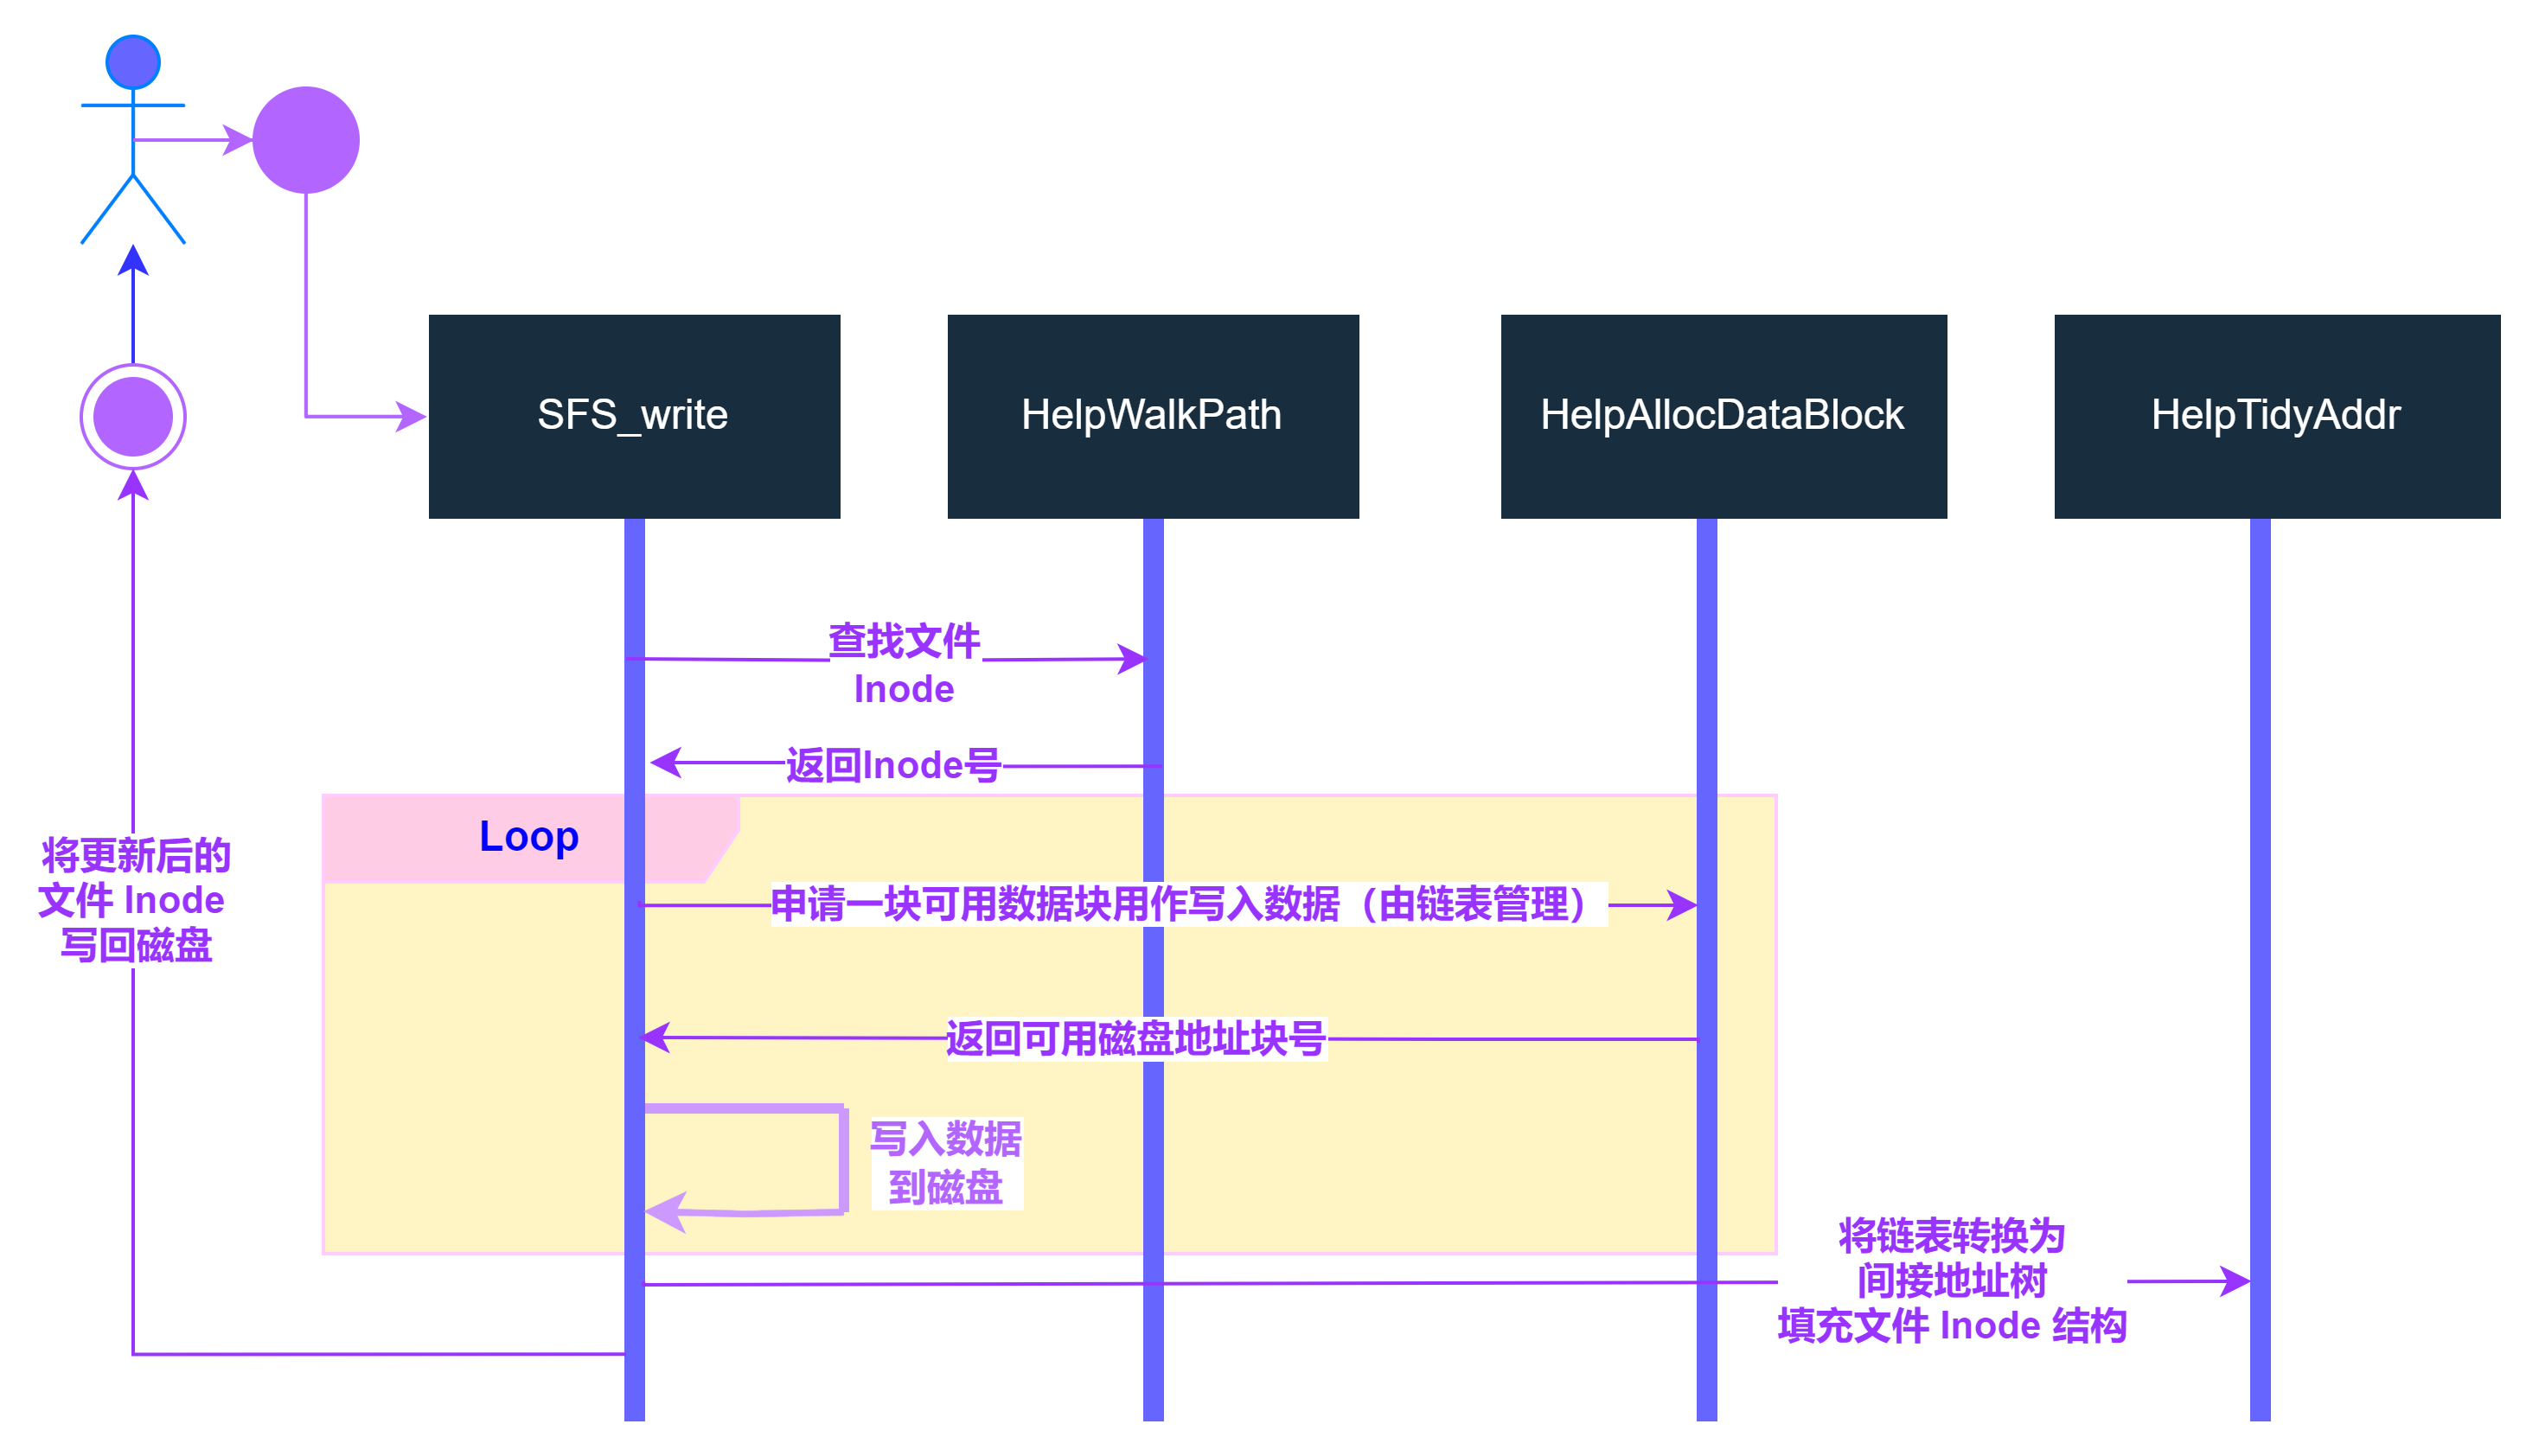 SFS_write
HelpWalkPath
HelpAllocDataBlock
HelpTidyAddr
查找文件
Inode
返回Inode号
Loop
将更新后的
文件 Inode
写回磁盘
申请一块可用数据块用作写入数据（由链表管理）
返回可用磁盘地址块号
写入数据
到磁盘
将链表转换为
间接地址树
填充文件 Inode 结构